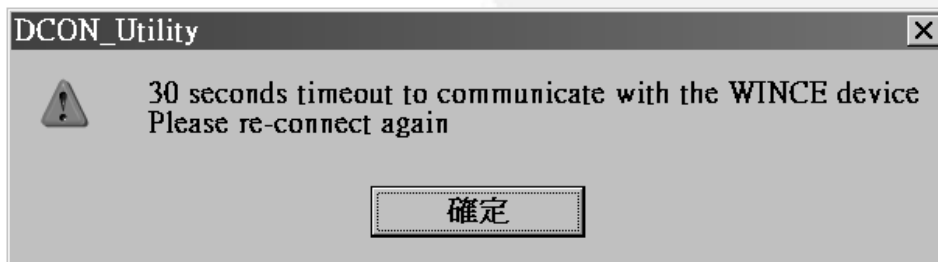 DCON_Utility
30 seconds timeout to communicate with the WINCE device
Please re-connect again
確定